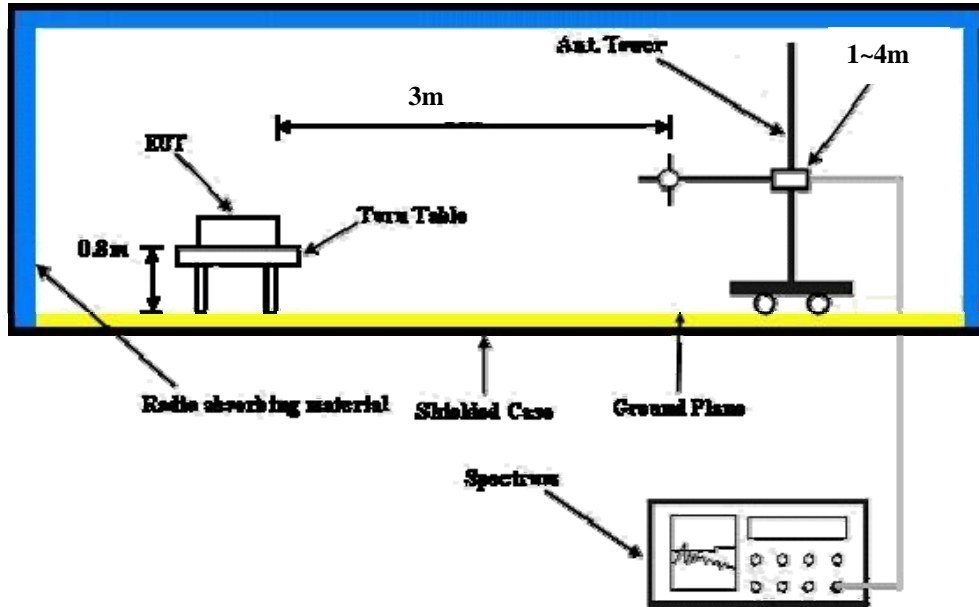 Ant. Tower
1~4m
3m
EUT
Turn Table
0.8m
Radio absorbing material
Shielded Case
Ground Plane
Spectrum